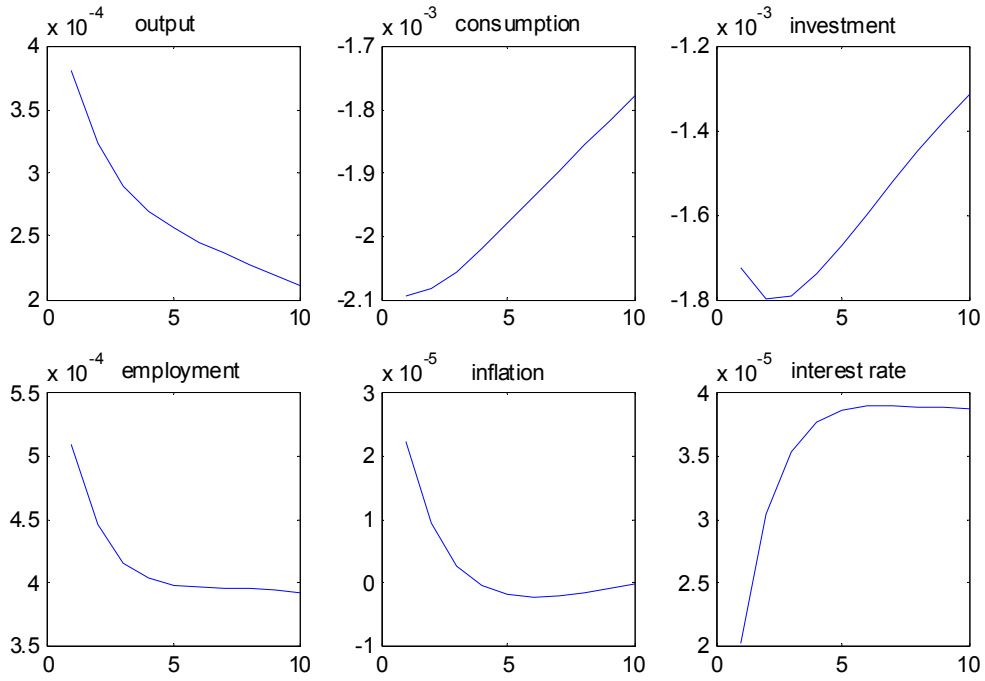 x 10-4 output
4
3.5
3
2.5
2
0 5 10
x 10-3 consumption
-1.7
-1.8
-1.9
-2
-2.1
0 5 10
x 10-3 investment
-1.2
-1.4
-1.6
-1.8
0 5 10
x 10-4 employment
5.5
5
4.5
4
3.5
0 5 10
x 10-5 inflation
3
2
1
0
-1
0 5 10
x 10-5 interest rate
4
3.5
3
2.5
2
0 5 10